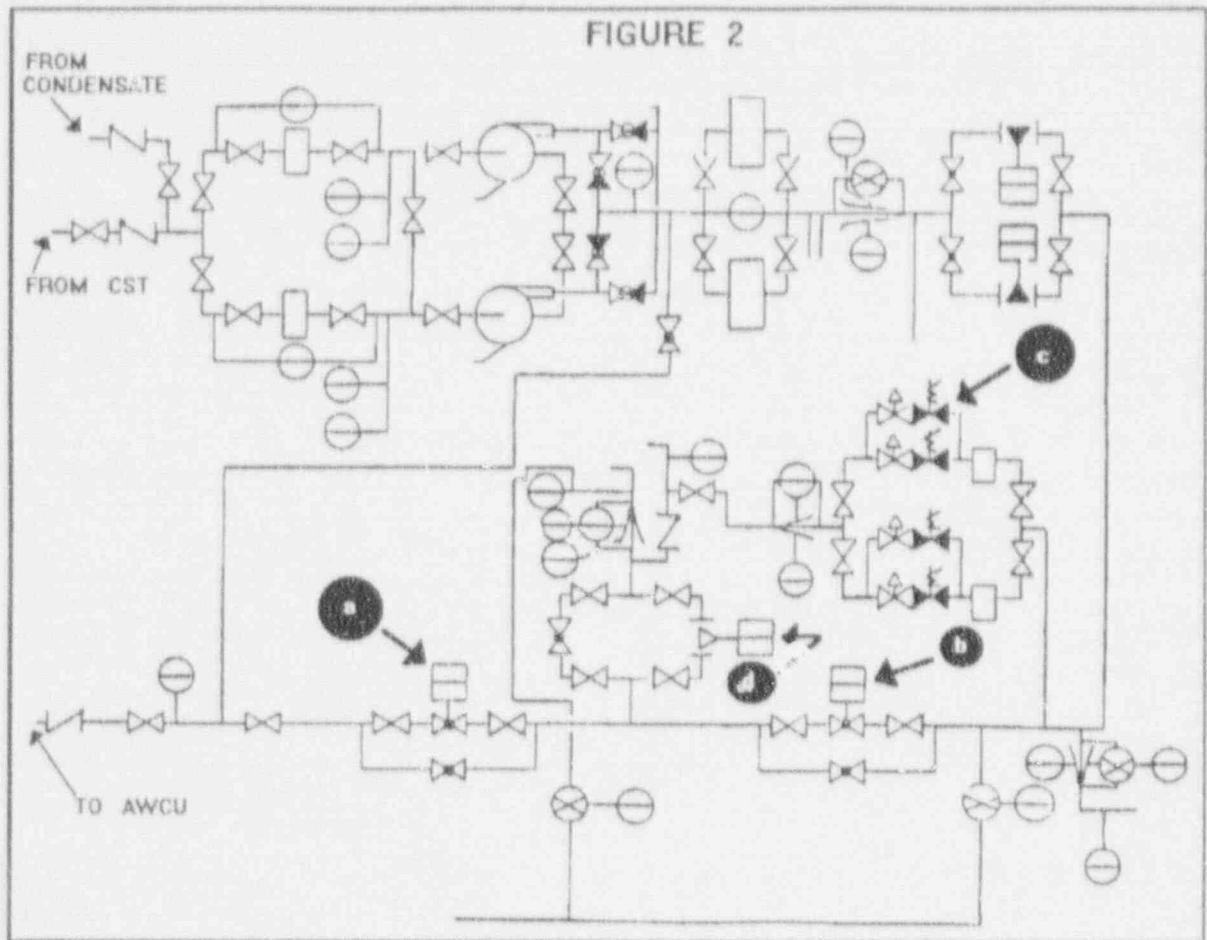 FIGURE 2
FROM
CONDENSATE
FROM CST
c
a
b
d
TO AWCU